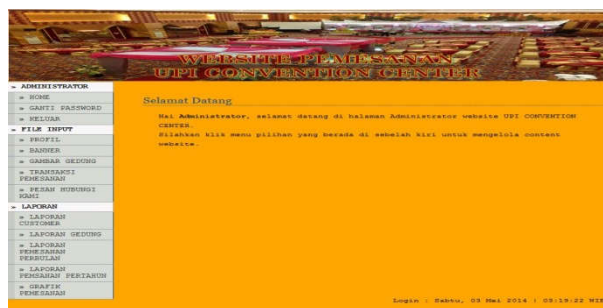 WEBSITE PEMESANAN
UPI CONVENTION CENTER
» ADMINISTRATOR
» HOME
» GANTI PASSWORD
» KELUAR
» FILE INPUT
» PROFIL
» BANNER
» GAMBAR GEDUNG
» TRANSAKSI
PEMESANAN
» PESAN HUBUNGI
KAMI
» LAPORAN
» LAPORAN
CUSTOMER
» LAPORAN GEDUNG
» LAPORAN
PEMESANAN
PERBULAN
» LAPORAN
PEMSANAN PERTAHUN
» GRAFIK
PEMESANAN
Selamat Datang
Hai Administrator, selamat datang di halaman Administrator website UPI CONVENTION
CENTER.
Silahkan klik menu pilihan yang berada di sebelah kiri untuk mengelola content
website.
Login : Sabtu, 03 Mei 2014 | 05:19:22 WIB